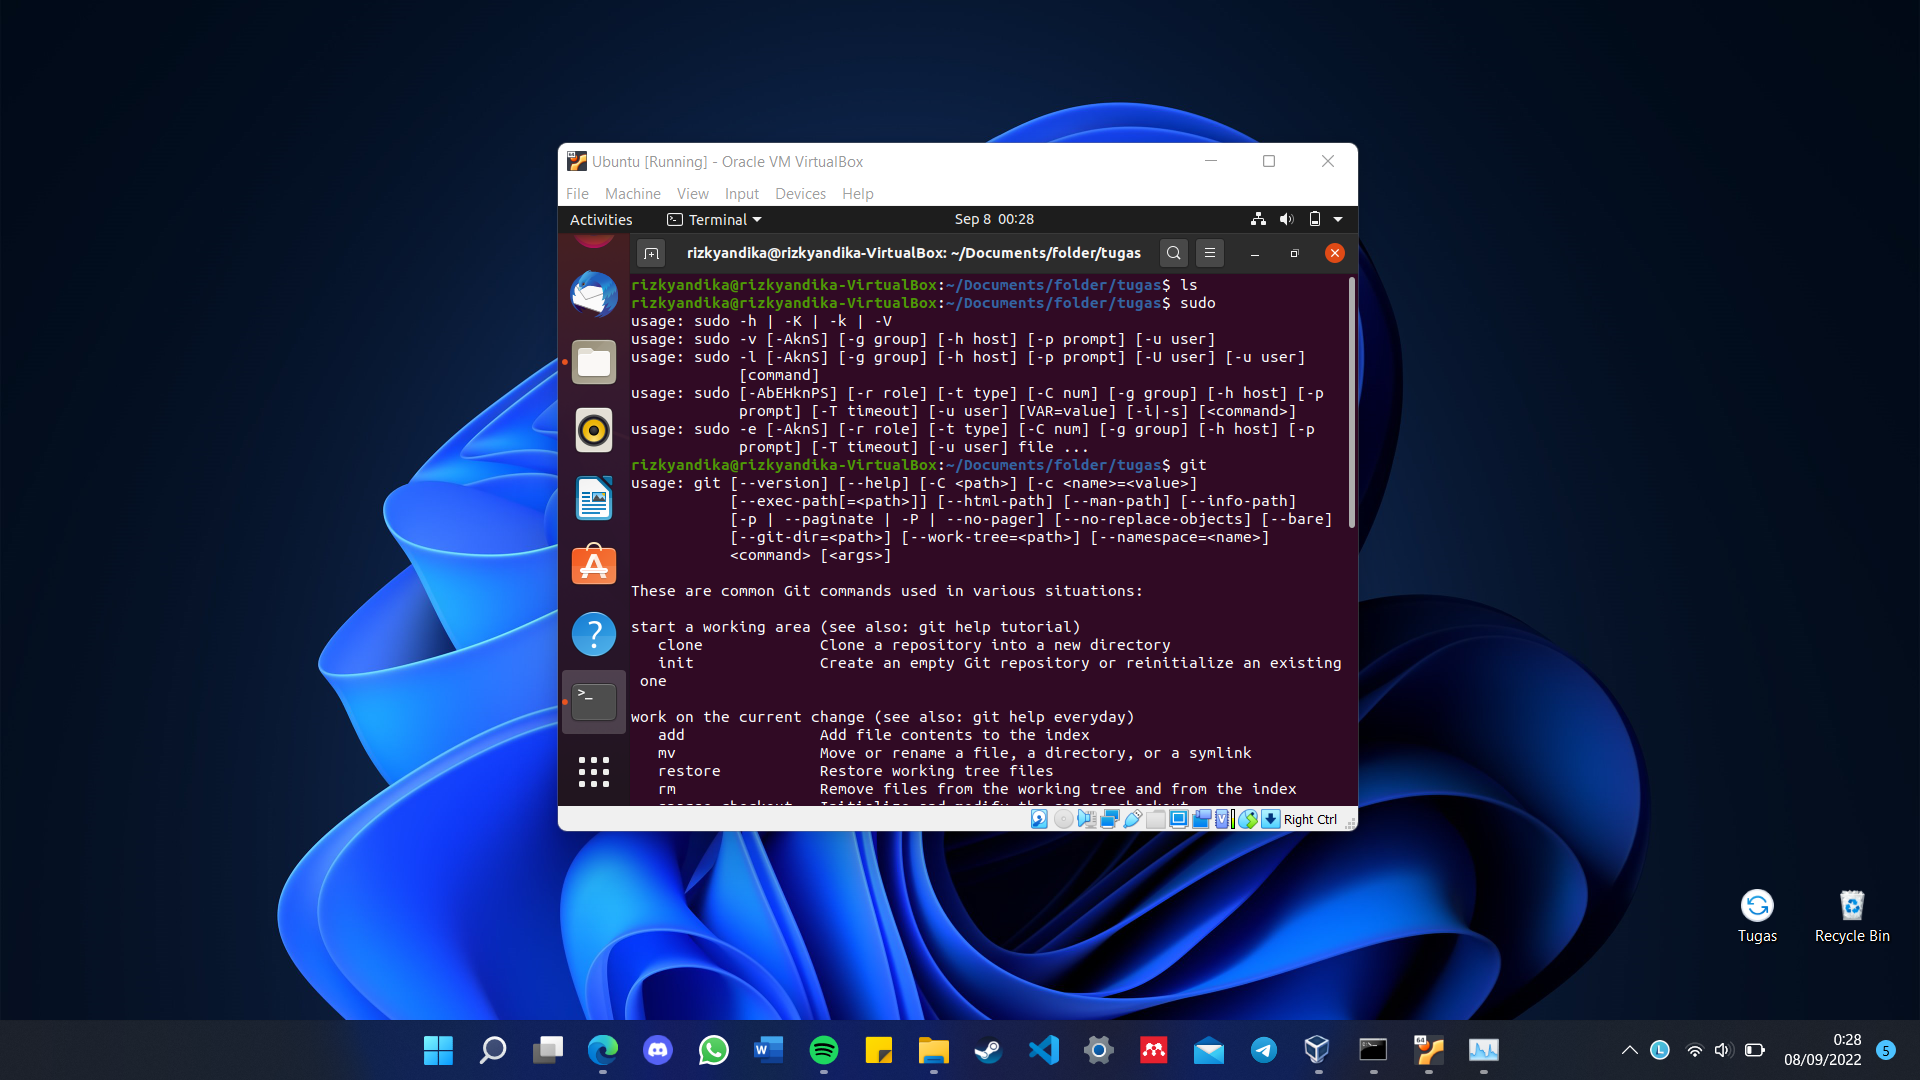 Ubuntu [Running] - Oracle VM VirtualBox
File Machine View Input Devices Help
Activities Terminal Sep 8 00:28
rizkyandika@rizkyandika-VirtualBox: ~/Documents/folder/tugas
rizkyandika@rizkyandika-VirtualBox:~/Documents/folder/tugas$ ls
rizkyandika@rizkyandika-VirtualBox:~/Documents/folder/tugas$ sudo
usage: sudo -h | -K | -k | -V
usage: sudo -v [-AknS] [-g group] [-h host] [-p prompt] [-u user]
usage: sudo -l [-AknS] [-g group] [-h host] [-p prompt] [-U user] [-u user]
            [command]
usage: sudo [-AbEHknPS] [-r role] [-t type] [-C num] [-g group] [-h host] [-p
            prompt] [-T timeout] [-u user] [VAR=value] [-i|-s] [<command>]
usage: sudo -e [-AknS] [-r role] [-t type] [-C num] [-g group] [-h host] [-p
            prompt] [-T timeout] [-u user] file ...
rizkyandika@rizkyandika-VirtualBox:~/Documents/folder/tugas$ git
usage: git [--version] [--help] [-C <path>] [-c <name>=<value>]
           [--exec-path[=<path>]] [--html-path] [--man-path] [--info-path]
           [-p | --paginate | -P | --no-pager] [--no-replace-objects] [--bare]
           [--git-dir=<path>] [--work-tree=<path>] [--namespace=<name>]
           <command> [<args>]
These are common Git commands used in various situations:
start a working area (see also: git help tutorial)
   clone             Clone a repository into a new directory
   init              Create an empty Git repository or reinitialize an existing
 one
work on the current change (see also: git help everyday)
   add               Add file contents to the index
   mv                Move or rename a file, a directory, or a symlink
   restore           Restore working tree files
   rm                Remove files from the working tree and from the index
Right Ctrl
Tugas
Recycle Bin
0:28
08/09/2022
5